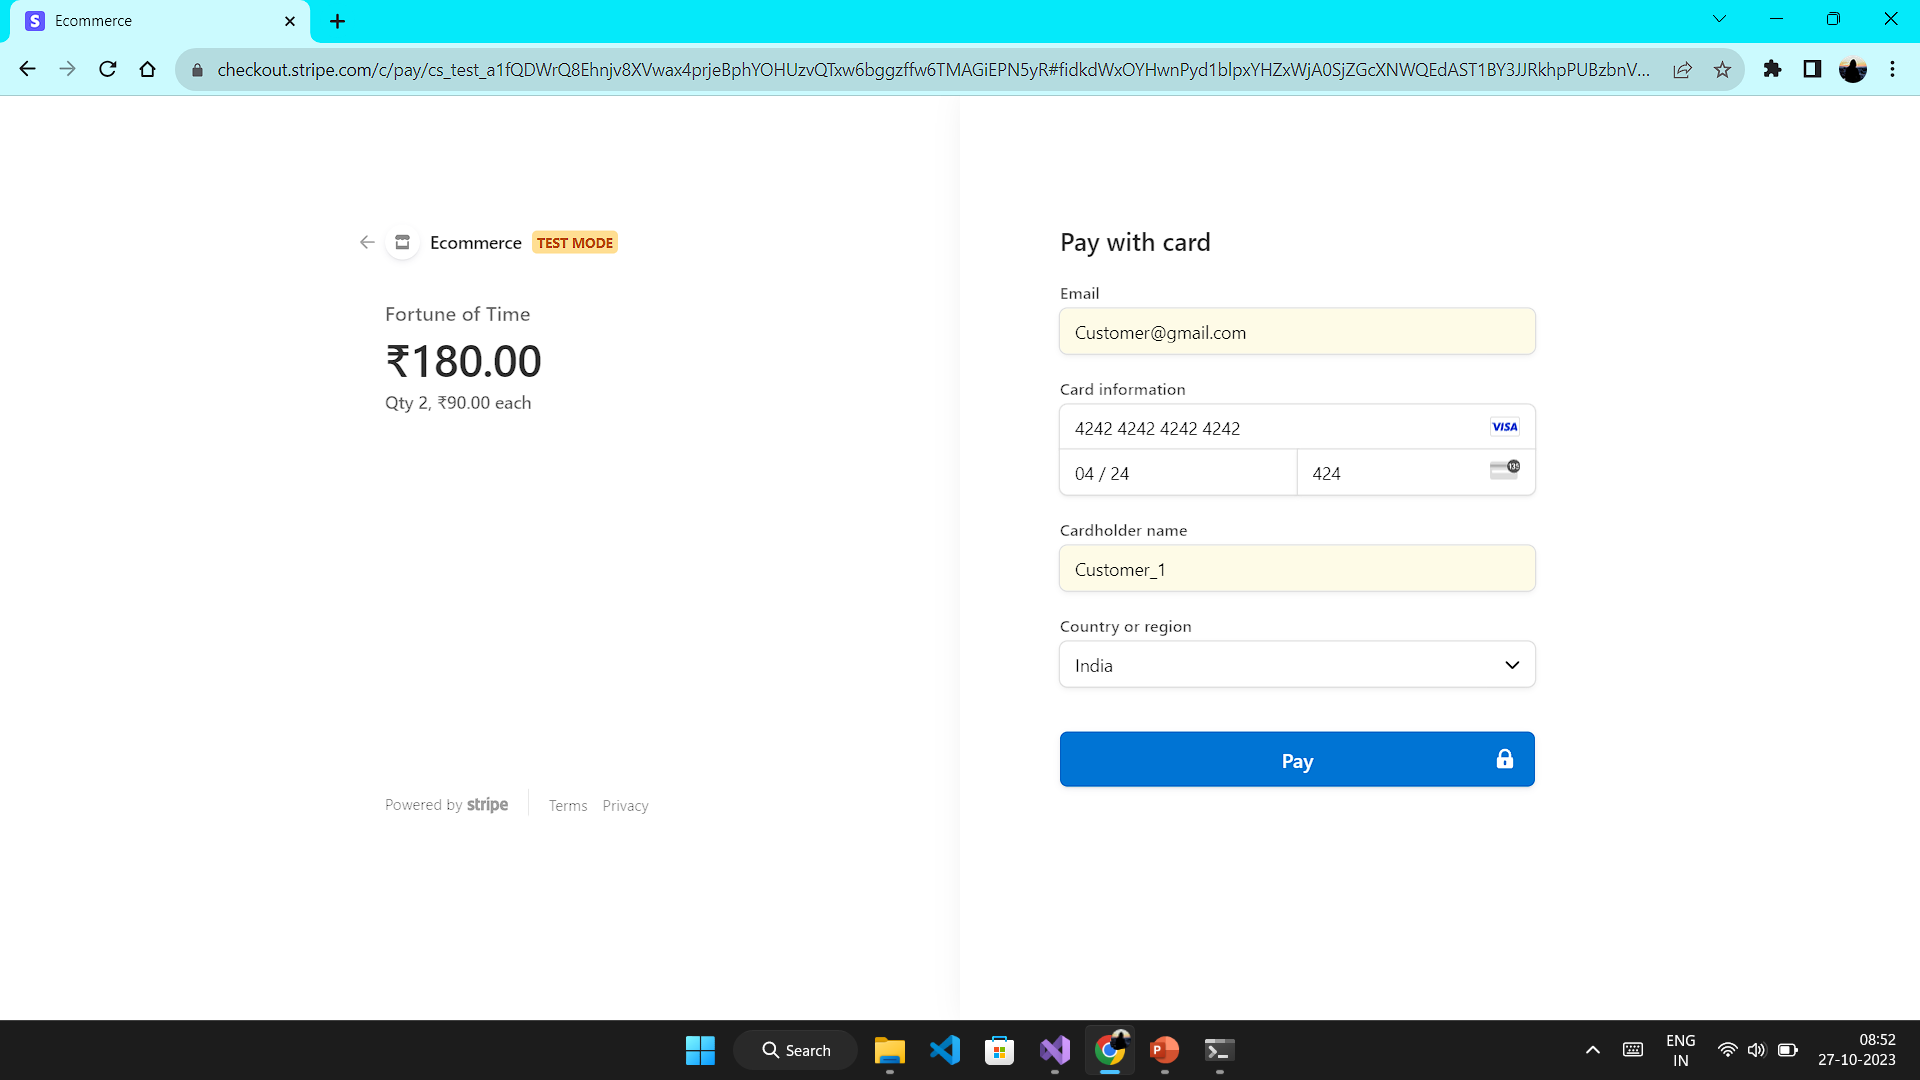 Ecommerce
checkout.stripe.com/c/pay/cs_test_a1fQDWrQ8Ehnjv8XVwax4prjeBphYOHUzvQTxw6bggzffw6TMAGiEPN5yR#fidkdWxOYHwnPyd1blpxYHZxWjA0SjZGcXNWQEdAST1BY3JJRkhpPUBzbnV...
Ecommerce TEST MODE
Fortune of Time
₹180.00
Qty 2, ₹90.00 each
Powered by stripe
Terms Privacy
Pay with card
Email
Customer@gmail.com
Card information
4242 4242 4242 4242
VISA
04 / 24
424
135
Cardholder name
Customer_1
Country or region
India
Pay
Search
ENG
IN
08:52
27-10-2023